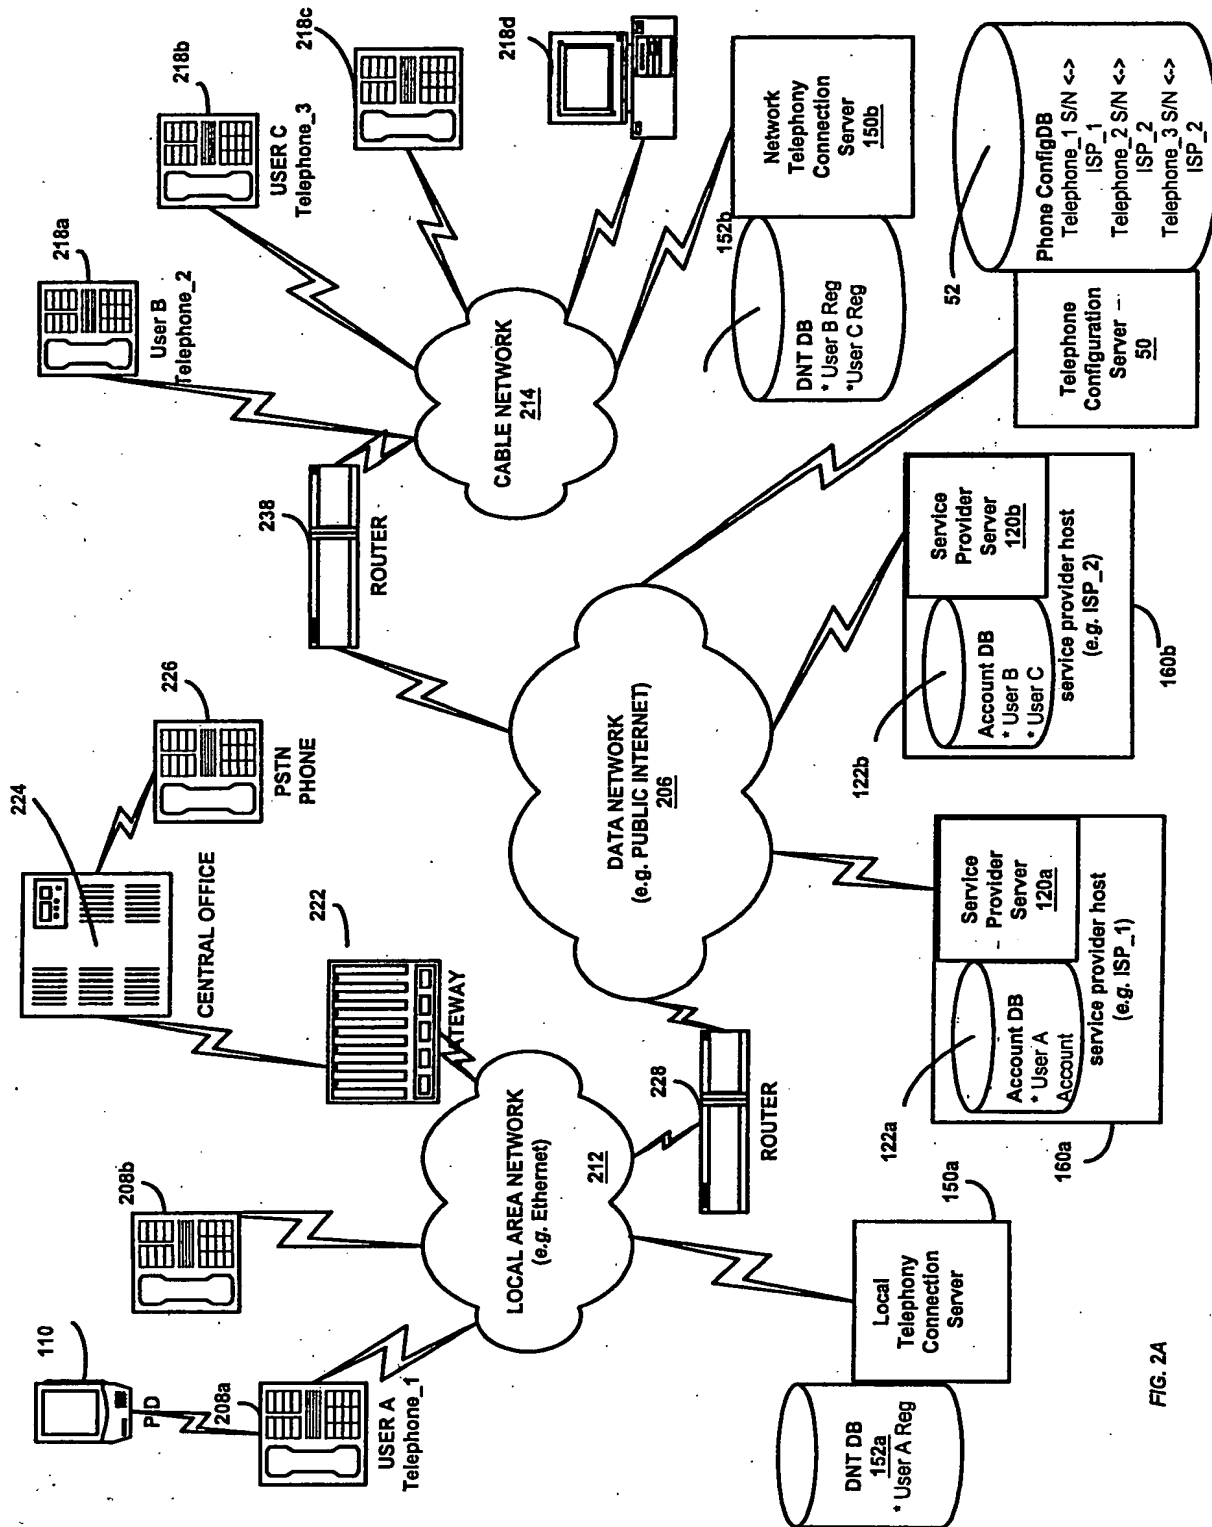 110
PID
208a
USER A
Telephone_1
208b
224
CENTRAL OFFICE
226
PSTN
PHONE
222
ATEWAY
LOCAL AREA NETWORK
(e.g. Ethernet)
212
228
ROUTER
238
ROUTER
218a
User B
Telephone_2
218b
USER C
Telephone_3
218c
218d
CABLE NETWORK
214
DATA NETWORK
(e.g. PUBLIC INTERNET)
206
DNT DB
152a
* User A Reg
Local
Telephony
Connection
Server
150a
160a
122a
Account DB
* User A
Account
Service
Provider
Server
120a
service provider host
(e.g. ISP_1)
122b
Account DB
* User B
* User C
Service
Provider
Server
120b
service provider host
(e.g. ISP_2)
160b
152b
DNT DB
* User B Reg
*User C Reg
Network
Telephony
Connection
Server
150b
52
Telephone
Configuration
Server
50
Phone ConfigDB
Telephone_1 S/N <->
ISP_1
Telephone_2 S/N <->
ISP_2
Telephone_3 S/N <->
ISP_2
FIG. 2A